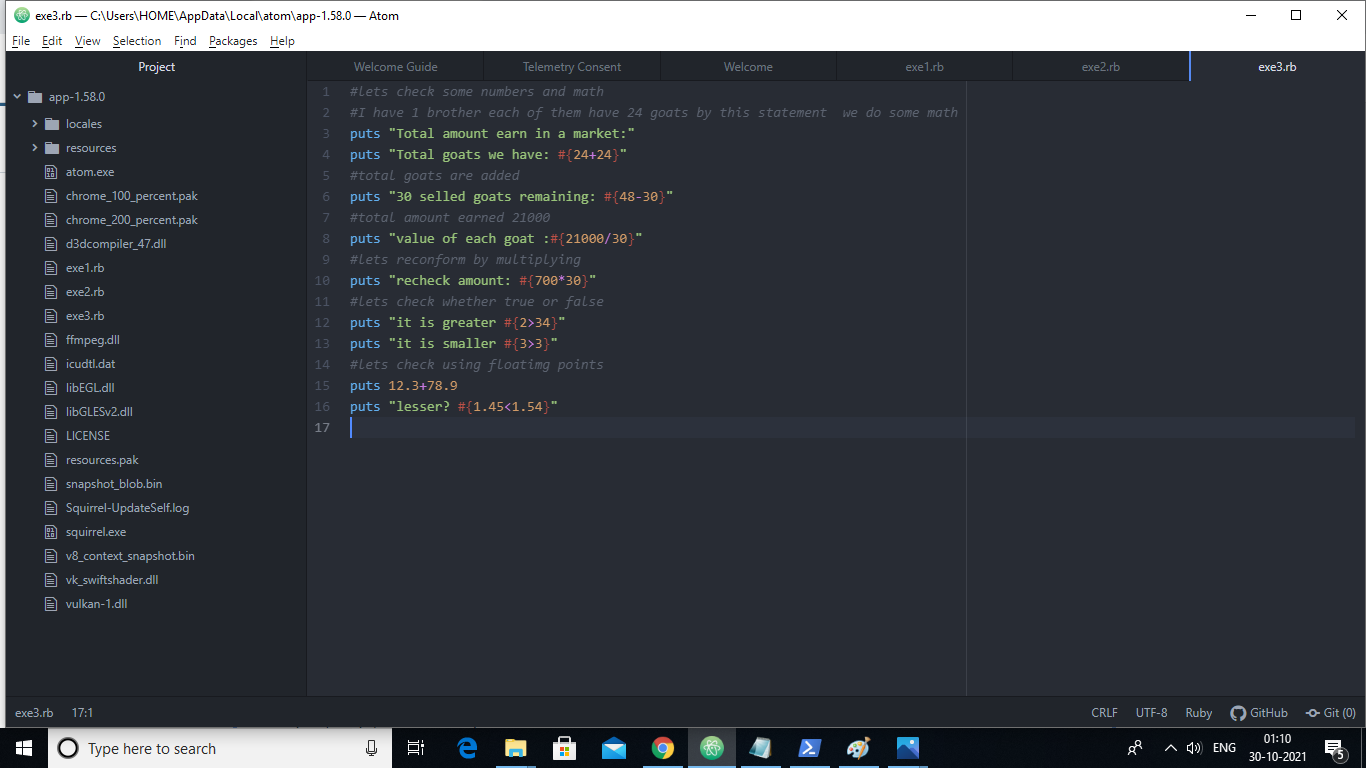 exe3.rb — C:\Users\HOME\AppData\Local\atom\app-1.58.0 — Atom
File Edit View Selection Find Packages Help
Project
Welcome Guide
Telemetry Consent
Welcome
exe1.rb
exe2.rb
exe3.rb
app-1.58.0
locales
resources
atom.exe
chrome_100_percent.pak
chrome_200_percent.pak
d3dcompiler_47.dll
exe1.rb
exe2.rb
exe3.rb
ffmpeg.dll
icudtl.dat
libEGL.dll
libGLESv2.dll
LICENSE
resources.pak
snapshot_blob.bin
Squirrel-UpdateSelf.log
squirrel.exe
v8_context_snapshot.bin
vk_swiftshader.dll
vulkan-1.dll
1 #lets check some numbers and math
2 #I have 1 brother each of them have 24 goats by this statement  we do some math
3 puts "Total amount earn in a market:"
4 puts "Total goats we have: #{24+24}"
5 #total goats are added
6 puts "30 selled goats remaining: #{48-30}"
7 #total amount earned 21000
8 puts "value of each goat :#{21000/30}"
9 #lets reconform by multiplying
10 puts "recheck amount: #{700*30}"
11 #lets check whether true or false
12 puts "it is greater #{2>34}"
13 puts "it is smaller #{3>3}"
14 #lets check using floatimg points
15 puts 12.3+78.9
16 puts "lesser? #{1.45<1.54}"
17
exe3.rb 17:1
CRLF UTF-8 Ruby GitHub Git (0)
Type here to search
ENG
01:10
30-10-2021
5